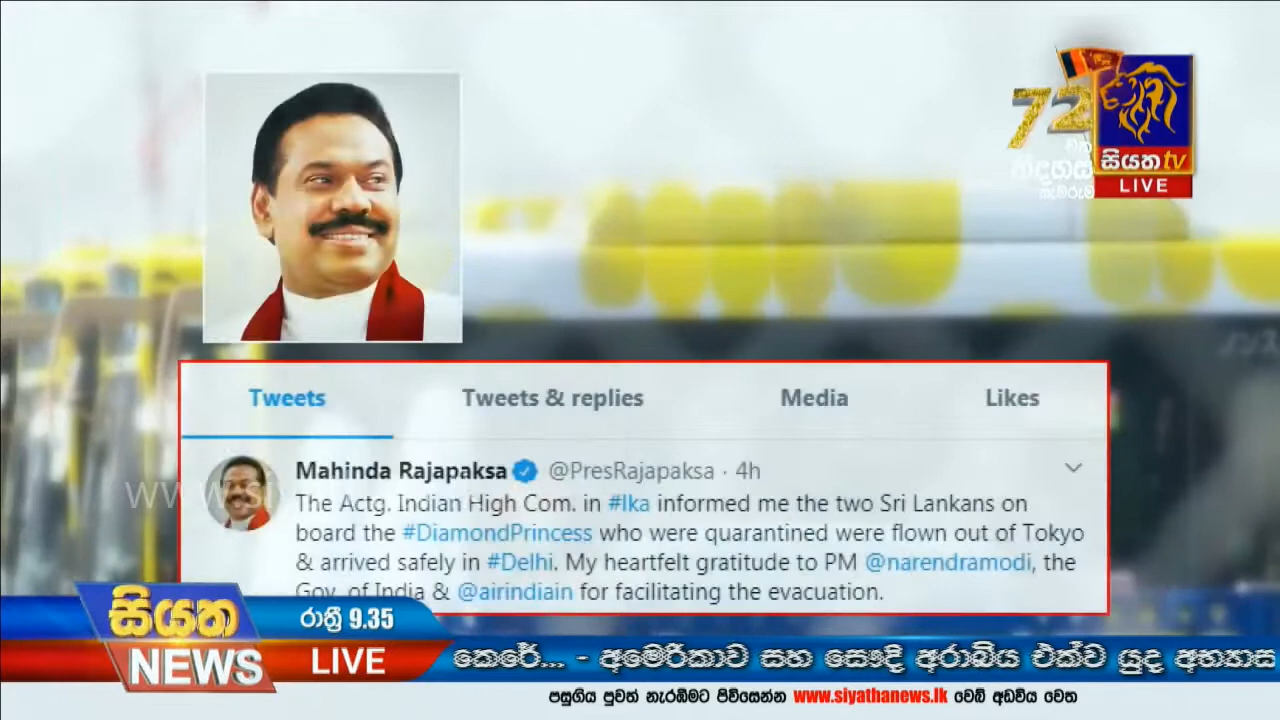 72
වන
නිදහස්
සැමරුම
සියත tv
LIVE
Tweets Tweets & replies Media Likes
Mahinda Rajapaksa @PresRajapaksa · 4h
The Actg. Indian High Com. in #lka informed me the two Sri Lankans on
board the #DiamondPrincess who were quarantined were flown out of Tokyo
& arrived safely in #Delhi. My heartfelt gratitude to PM @narendramodi, the
Gov. of India & @airindiain for facilitating the evacuation.
සියත
රාත්‍රී 9.35
NEWS
LIVE
කෙරේ... - අමෙරිකාව සහ සෞදි අරාබිය එක්ව යුද අභ්‍යාස
පසුගිය පුවත් නැරඹීමට පිවිසෙන්න www.siyathanews.lk වෙබ් අඩවිය වෙත